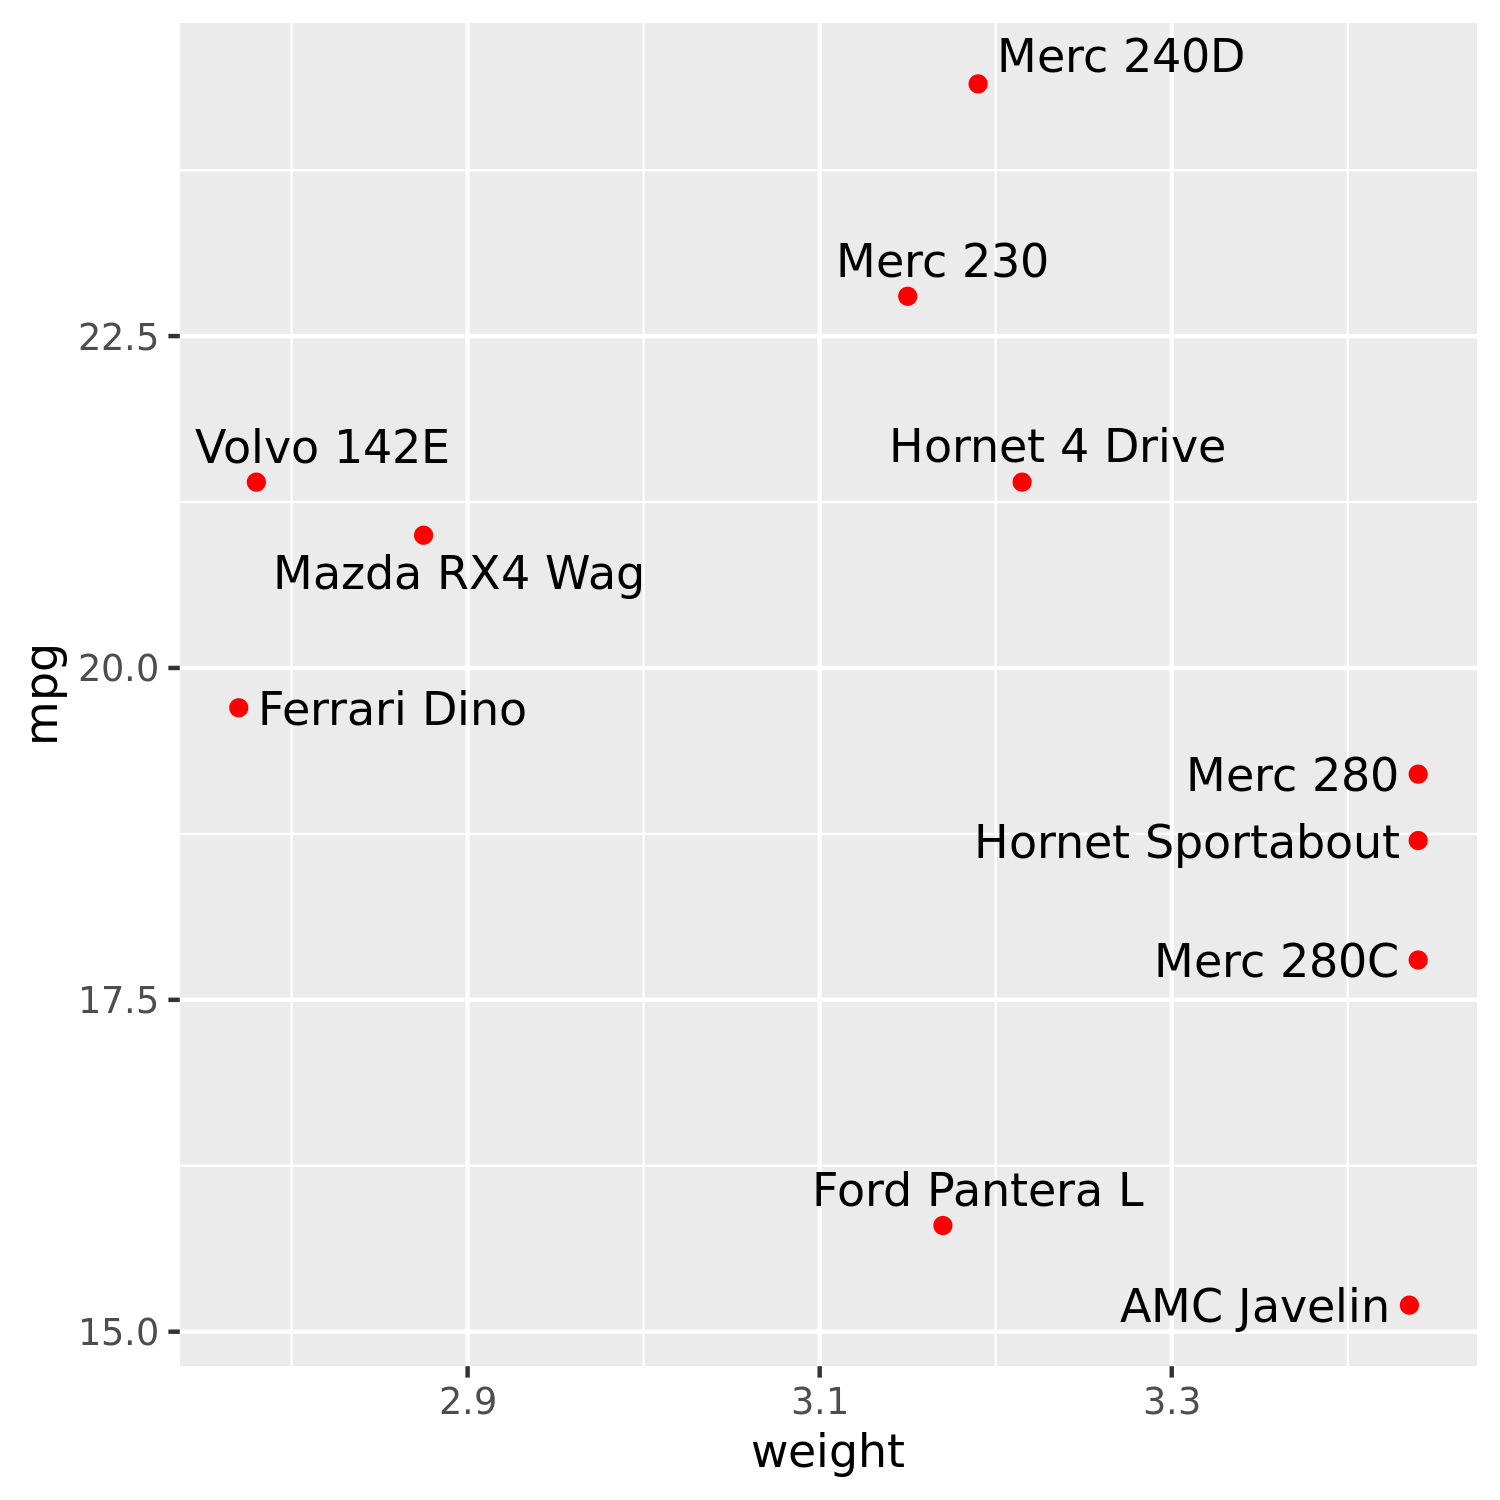 Merc 240D
Merc 230
22.5
Volvo 142E
Hornet 4 Drive
Mazda RX4 Wag
mpg
20.0
Ferrari Dino
Merc 280
Hornet Sportabout
Merc 280C
17.5
Ford Pantera L
AMC Javelin
15.0
2.9 3.1 3.3
weight